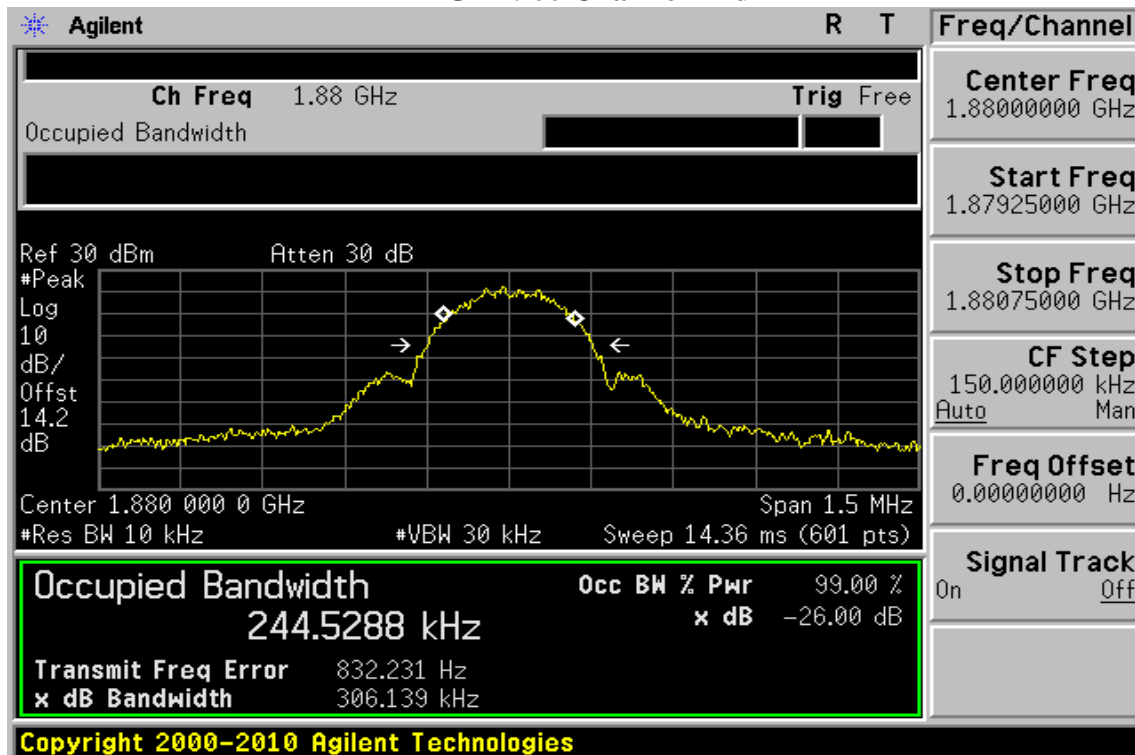 Agilent
R T
Freq/Channel
Ch Freq 1.88 GHz
Trig Free
Occupied Bandwidth
Center Freq
1.88000000 GHz
Start Freq
1.87925000 GHz
Stop Freq
1.88075000 GHz
CF Step
150.000000 kHz
Auto Man
Freq Offset
0.00000000 Hz
Signal Track
On Off
Ref 30 dBm
Atten 30 dB
#Peak
Log
10
dB/
Offst
14.2
dB
Center 1.880 000 0 GHz
Span 1.5 MHz
#Res BW 10 kHz
#VBW 30 kHz
Sweep 14.36 ms (601 pts)
Occupied Bandwidth
244.5288 kHz
Occ BW % Pwr 99.00 %
x dB -26.00 dB
Transmit Freq Error 832.231 Hz
x dB Bandwidth 306.139 kHz
Copyright 2000-2010 Agilent Technologies